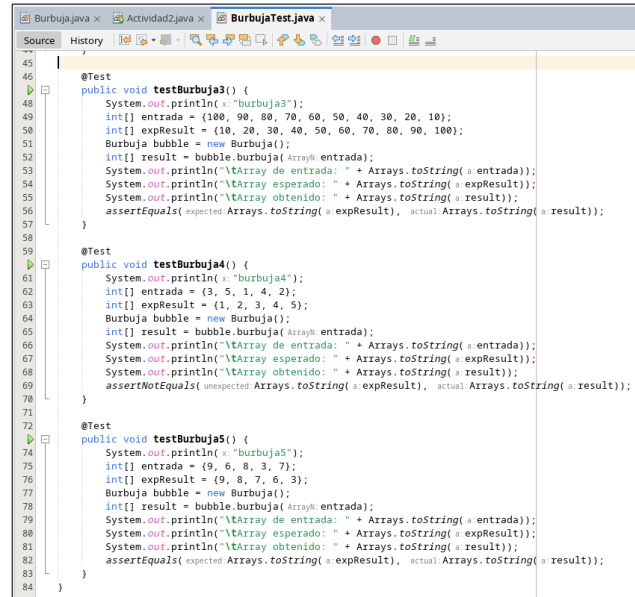 Burbuja.java × Actividad2.java × BurbujaTest.java ×
Source History
45
46 @Test
public void testBurbuja3() {
48 System.out.println( x: "burbuja3");
49 int[] entrada = {100, 90, 80, 70, 60, 50, 40, 30, 20, 10};
50 int[] expResult = {10, 20, 30, 40, 50, 60, 70, 80, 90, 100};
51 Burbuja bubble = new Burbuja();
52 int[] result = bubble.burbuja( ArrayN: entrada);
53 System.out.println("\tArray de entrada: " + Arrays.toString( a: entrada));
54 System.out.println("\tArray esperado: " + Arrays.toString( a: expResult));
55 System.out.println("\tArray obtenido: " + Arrays.toString( a: result));
56 assertEquals( expected: Arrays.toString( a: expResult), actual: Arrays.toString( a: result));
57 }
58
59 @Test
public void testBurbuja4() {
61 System.out.println( x: "burbuja4");
62 int[] entrada = {3, 5, 1, 4, 2};
63 int[] expResult = {1, 2, 3, 4, 5};
64 Burbuja bubble = new Burbuja();
65 int[] result = bubble.burbuja( ArrayN: entrada);
66 System.out.println("\tArray de entrada: " + Arrays.toString( a: entrada));
67 System.out.println("\tArray esperado: " + Arrays.toString( a: expResult));
68 System.out.println("\tArray obtenido: " + Arrays.toString( a: result));
69 assertNotEquals( unexpected: Arrays.toString( a: expResult), actual: Arrays.toString( a: result));
70 }
71
72 @Test
public void testBurbuja5() {
74 System.out.println( x: "burbuja5");
75 int[] entrada = {9, 6, 8, 3, 7};
76 int[] expResult = {9, 8, 7, 6, 3};
77 Burbuja bubble = new Burbuja();
78 int[] result = bubble.burbuja( ArrayN: entrada);
79 System.out.println("\tArray de entrada: " + Arrays.toString( a: entrada));
80 System.out.println("\tArray esperado: " + Arrays.toString( a: expResult));
81 System.out.println("\tArray obtenido: " + Arrays.toString( a: result));
82 assertEquals( expected: Arrays.toString( a: expResult), actual: Arrays.toString( a: result));
83 }
84 }